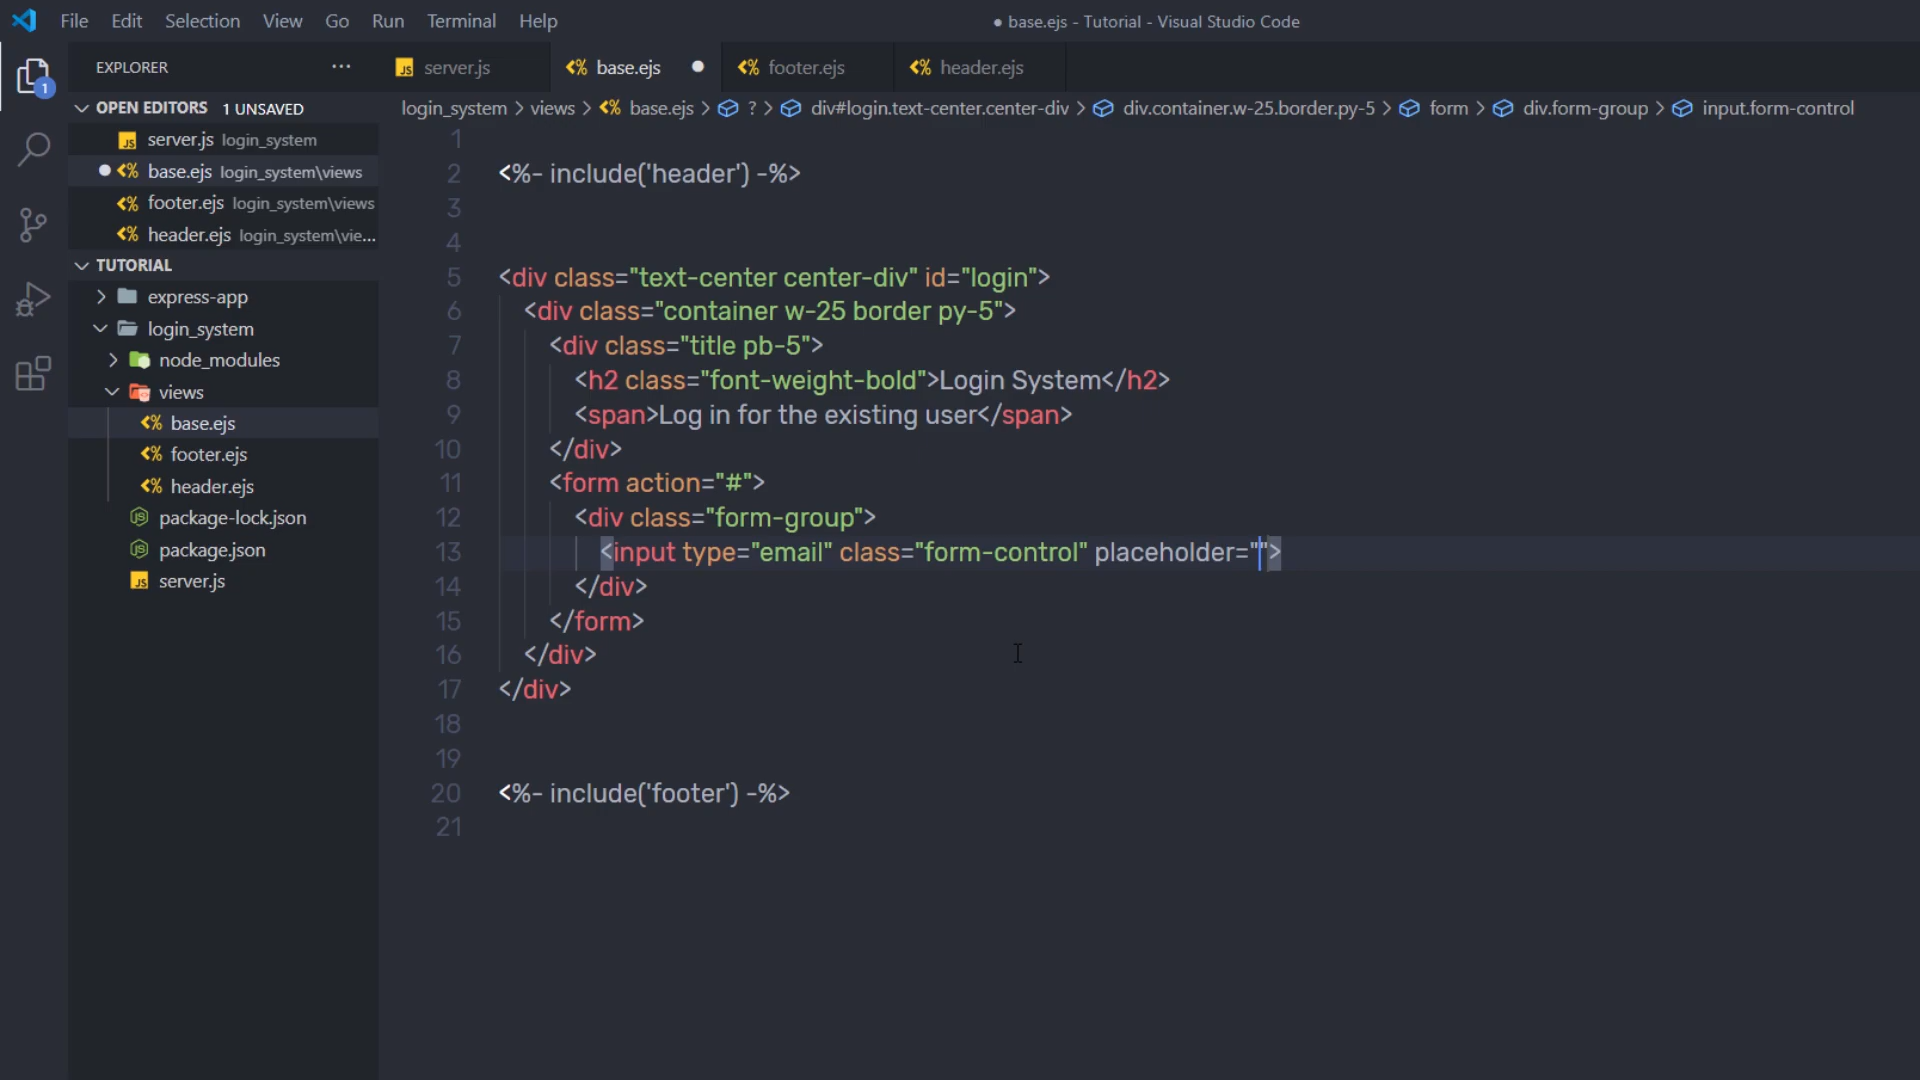 File Edit Selection View Go Run Terminal Help
● base.ejs - Tutorial - Visual Studio Code
EXPLORER ···
1
OPEN EDITORS 1 UNSAVED
JS server.js login_system
base.ejs login_system\views
footer.ejs login_system\views
header.ejs login_system\vie...
TUTORIAL
express-app
login_system
node_modules
views
base.ejs
footer.ejs
header.ejs
package-lock.json
package.json
JS server.js
JS server.js base.ejs footer.ejs header.ejs
login_system > views > base.ejs > ? > div#login.text-center.center-div > div.container.w-25.border.py-5 > form > div.form-group > input.form-control
1
2 <%- include('header') -%>
3
4
5 <div class="text-center center-div" id="login">
6 <div class="container w-25 border py-5">
7 <div class="title pb-5">
8 <h2 class="font-weight-bold">Login System</h2>
9 <span>Log in for the existing user</span>
10 </div>
11 <form action="#">
12 <div class="form-group">
13 <input type="email" class="form-control" placeholder="">
14 </div>
15 </form>
16 </div>
17 </div>
18
19
20 <%- include('footer') -%>
21